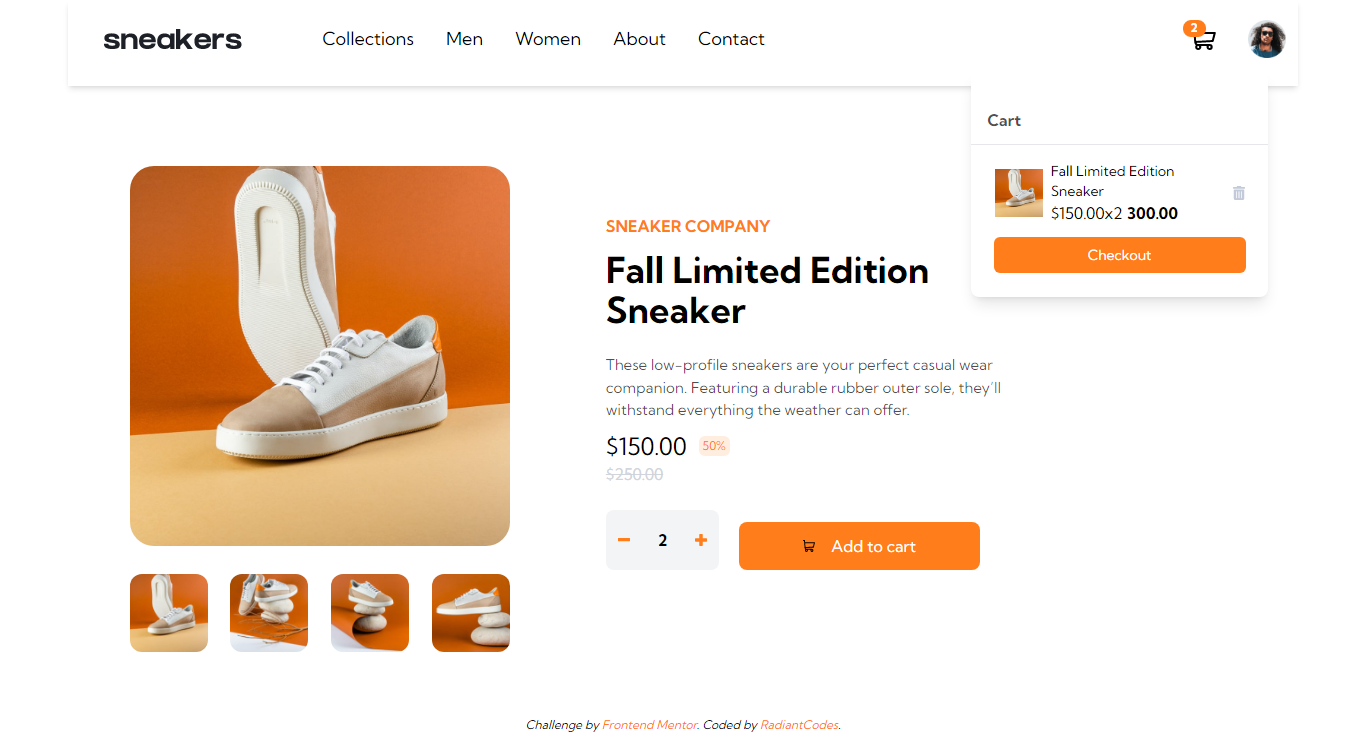 sneakers
Collections Men Women About Contact
2
Cart
Fall Limited Edition
Sneaker
$150.00x2 300.00
Checkout
SNEAKER COMPANY
Fall Limited Edition
Sneaker
These low-profile sneakers are your perfect casual wear
companion. Featuring a durable rubber outer sole, they’ll
withstand everything the weather can offer.
$150.00 50%
$250.00
2
Add to cart
Challenge by Frontend Mentor. Coded by RadiantCodes.